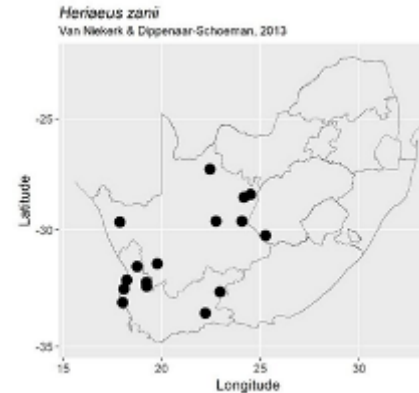 Heriaeus zanii
Van Niekerk & Dippenaar-Schoeman, 2013
-25
-30
-35
Latitude
15
20
25
30
Longitude